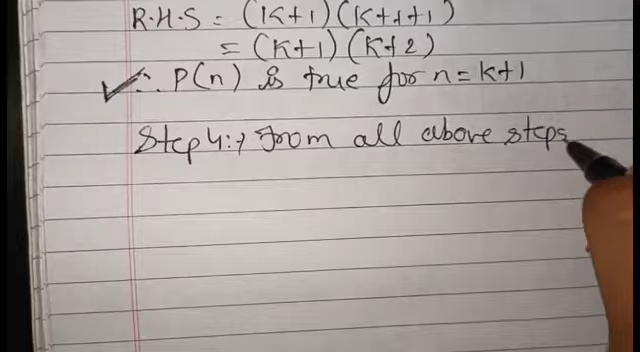 R.H.S = (K+1)(K+1+1)
= (K+1)(K+2)
✓∴ P(n) is true for n=k+1
Step 4:→ From all above steps